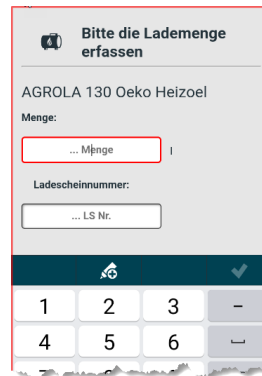 Bitte die Lademenge
erfassen
AGROLA 130 Oeko Heizoel
Menge:
... Menge
l
Ladescheinnummer:
... LS Nr.
1 2 3 -
4 5 6